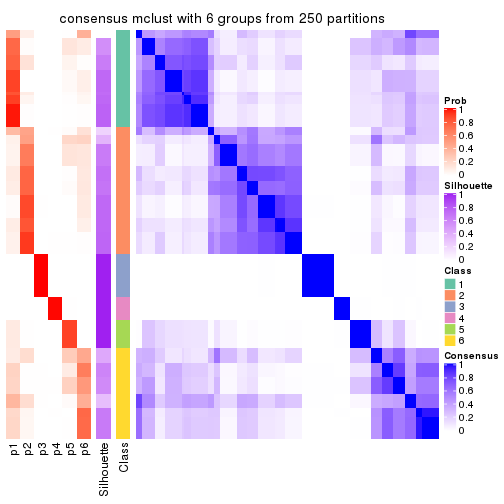 consensus mclust with 6 groups from 250 partitions
Prob
1
0.8
0.6
0.4
0.2
0
Silhouette
1
0.8
0.6
0.4
0.2
0
Class
1
2
3
4
5
6
Consensus
1
0.8
0.6
0.4
0.2
0
p1
p2
p3
p4
p5
p6
Silhouette
Class